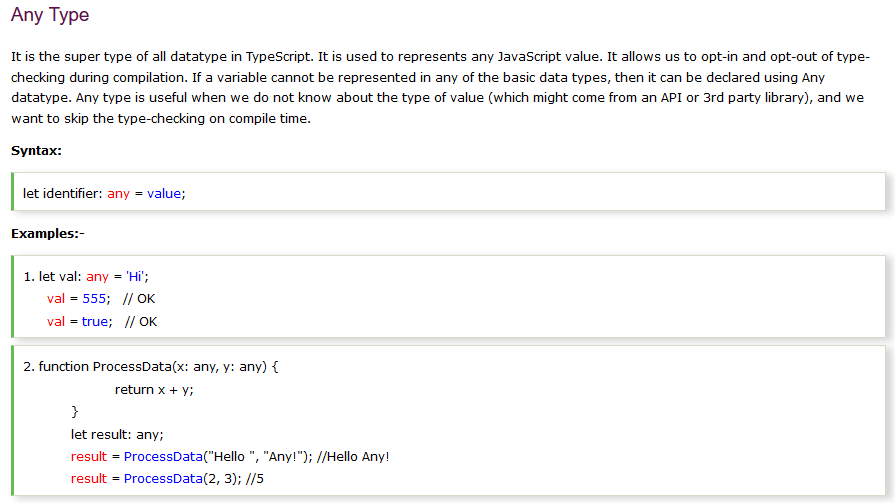 Any Type
It is the super type of all datatype in TypeScript. It is used to represents any JavaScript value. It allows us to opt-in and opt-out of type-
checking during compilation. If a variable cannot be represented in any of the basic data types, then it can be declared using Any
datatype. Any type is useful when we do not know about the type of value (which might come from an API or 3rd party library), and we
want to skip the type-checking on compile time.
Syntax:
let identifier: any = value;
Examples:-
1. let val: any = 'Hi';
val = 555;   // OK
val = true;   // OK
2. function ProcessData(x: any, y: any) {
return x + y;
}
let result: any;
result = ProcessData("Hello ", "Any!"); //Hello Any!
result = ProcessData(2, 3); //5